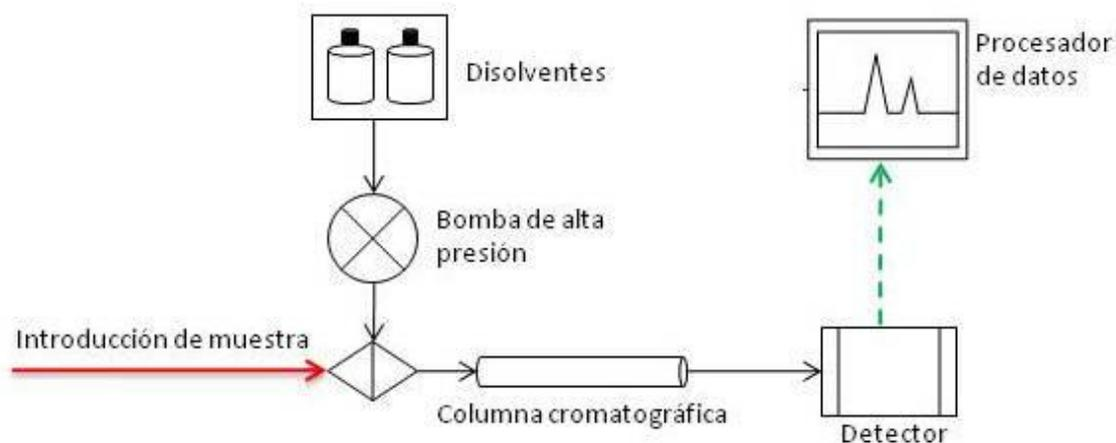 Disolventes
Procesador
de datos
Bomba de alta
presión
Introducción de muestra
Columna cromatográfica
Detector